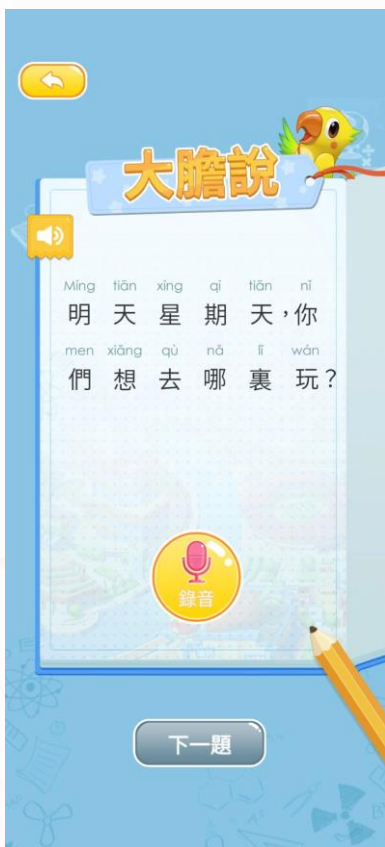 大膽說
Míng tiān xīng qī tiān nǐ
明天星期天，你
men xiǎng qù nǎ lǐ wán
們想去哪裏玩？
錄音
下一題